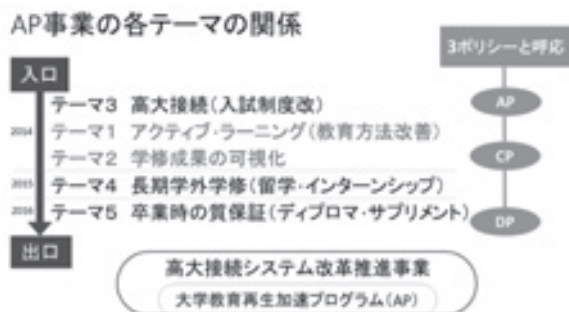 AP事業の各テーマの関係
3ポリシーと呼応
入口
テーマ3 高大接続(入試制度改)
AP
2014
テーマ1 アクティブ・ラーニング(教育方法改善)
テーマ2 学修成果の可視化
CP
2015
テーマ4 長期学外学修(留学・インターンシップ)
2016
テーマ5 卒業時の質保証(ディプロマ・サプリメント)
DP
出口
高大接続システム改革推進事業
大学教育再生加速プログラム(AP)